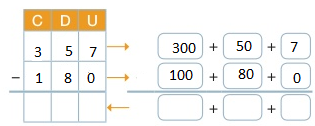 C D U
3 5 7 → 300 + 50 + 7
− 1 8 0 → 100 + 80 + 0
← + +